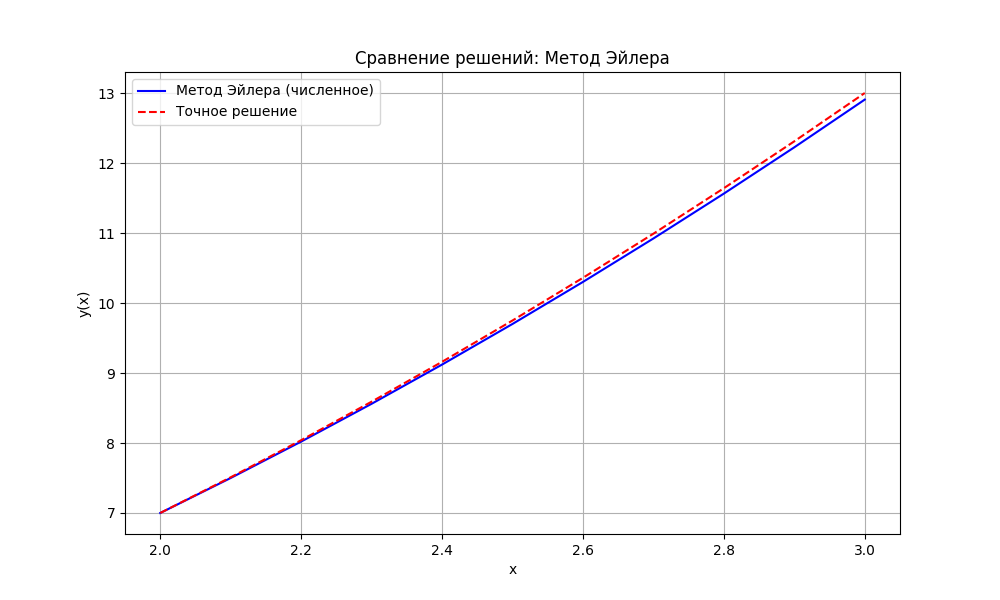 Сравнение решений: Метод Эйлера
Метод Эйлера (численное)
Точное решение
y(x)
13
12
11
10
9
8
7
2.0 2.2 2.4 2.6 2.8 3.0
x